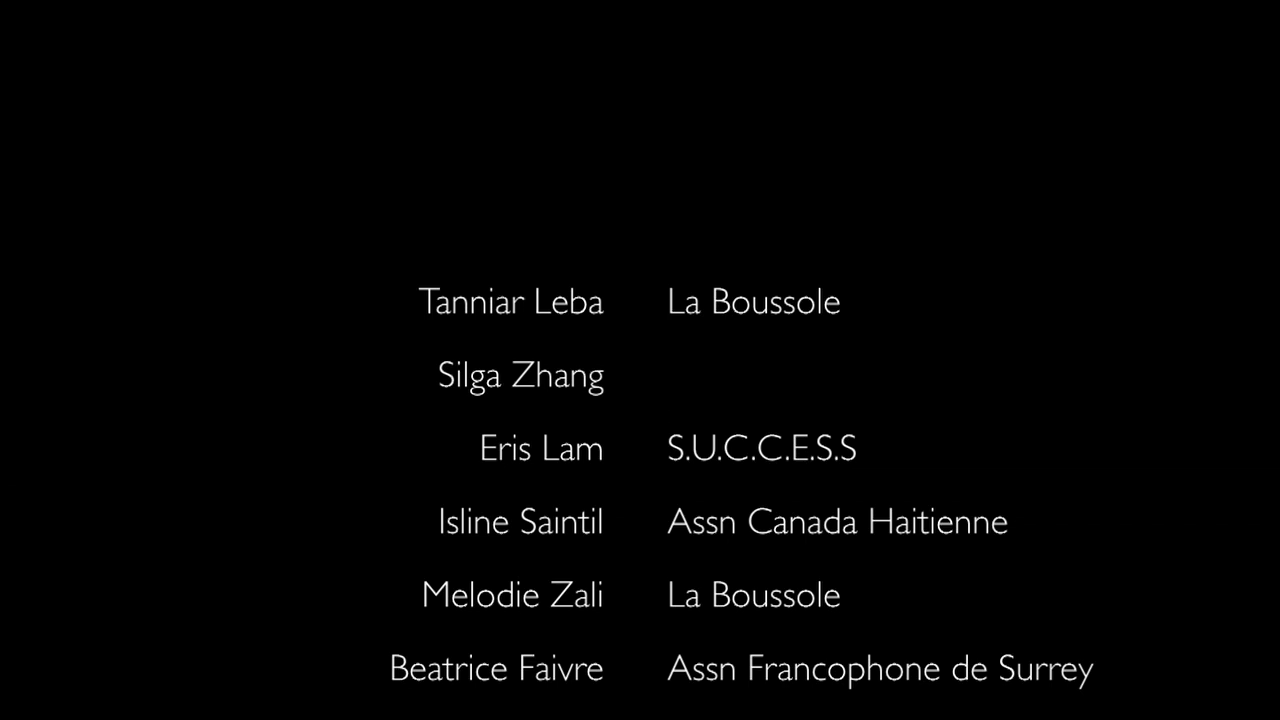 Tanniar Leba La Boussole
Silga Zhang
Eris Lam S.U.C.C.E.S.S
Isline Saintil Assn Canada Haitienne
Melodie Zali La Boussole
Beatrice Faivre Assn Francophone de Surrey